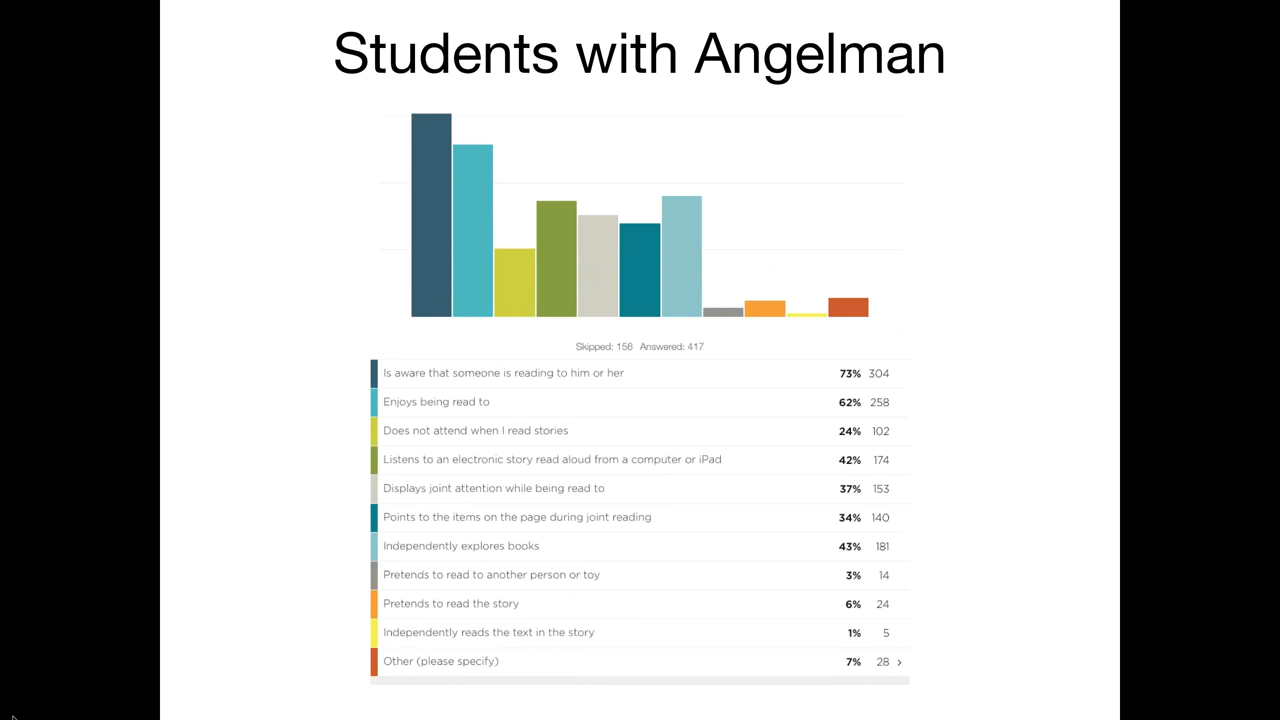 Students with Angelman
Skipped: 156 Answered: 417
Is aware that someone is reading to him or her 73% 304
Enjoys being read to 62% 258
Does not attend when I read stories 24% 102
Listens to an electronic story read aloud from a computer or iPad 42% 174
Displays joint attention while being read to 37% 153
Points to the items on the page during joint reading 34% 140
Independently explores books 43% 181
Pretends to read to another person or toy 3% 14
Pretends to read the story 6% 24
Independently reads the text in the story 1% 5
Other (please specify) 7% 28 ›